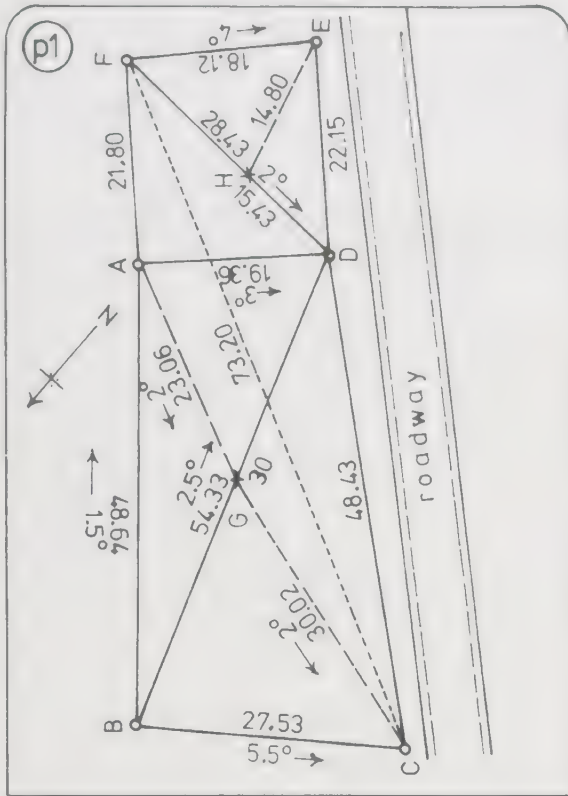 p1
F
4°
18.12
E
21.80
28.43
14.80
H
2°
15.43
22.15
A
3°
19.36
D
N
2°
23.06
73.20
1.5°
48.64
2.5°
54.33
G
30
48.43
2°
30.02
B
27.53
5.5°
C
roadway